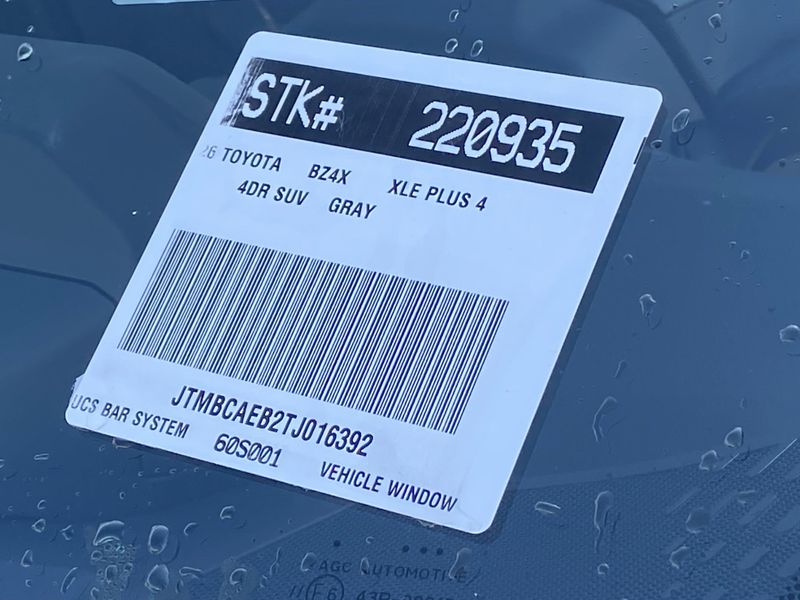 STK# 220935
26 TOYOTA BZ4X XLE PLUS 4
4DR SUV GRAY
JTMBCAEB2TJ016392
UCS BAR SYSTEM 60S001 VEHICLE WINDOW
AGC AUTOMOTIVE